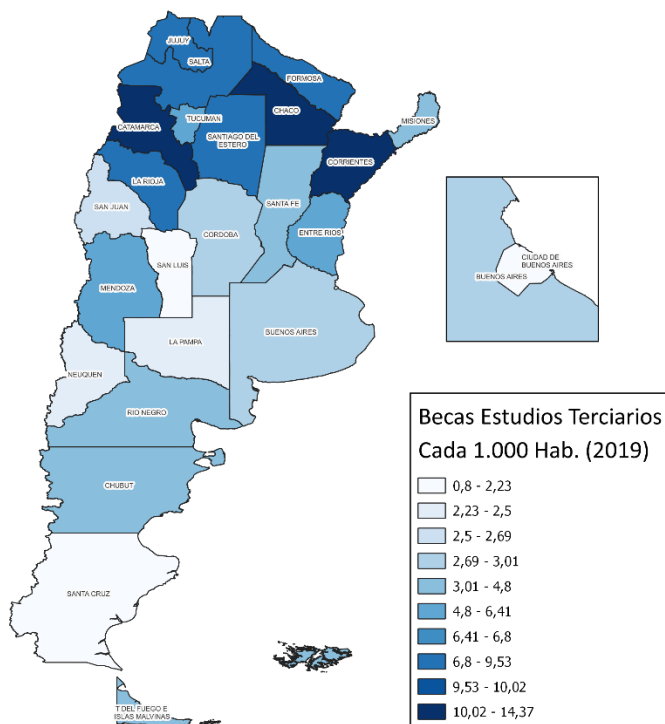 JUJUY
SALTA
FORMOSA
CHACO
MISIONES
CATAMARCA
TUCUMAN
SANTIAGO DEL
ESTERO
CORRIENTES
LA RIOJA
SAN JUAN
SANTA FE
CORDOBA
ENTRE RIOS
SAN LUIS
MENDOZA
CIUDAD DE
BUENOS AIRES
BUENOS AIRES
LA PAMPA
BUENOS AIRES
NEUQUEN
RIO NEGRO
CHUBUT
SANTA CRUZ
T DEL FUEGO E
ISLAS MALVINAS
Becas Estudios Terciarios
Cada 1.000 Hab. (2019)
0,8 - 2,23
2,23 - 2,5
2,5 - 2,69
2,69 - 3,01
3,01 - 4,8
4,8 - 6,41
6,41 - 6,8
6,8 - 9,53
9,53 - 10,02
10,02 - 14,37